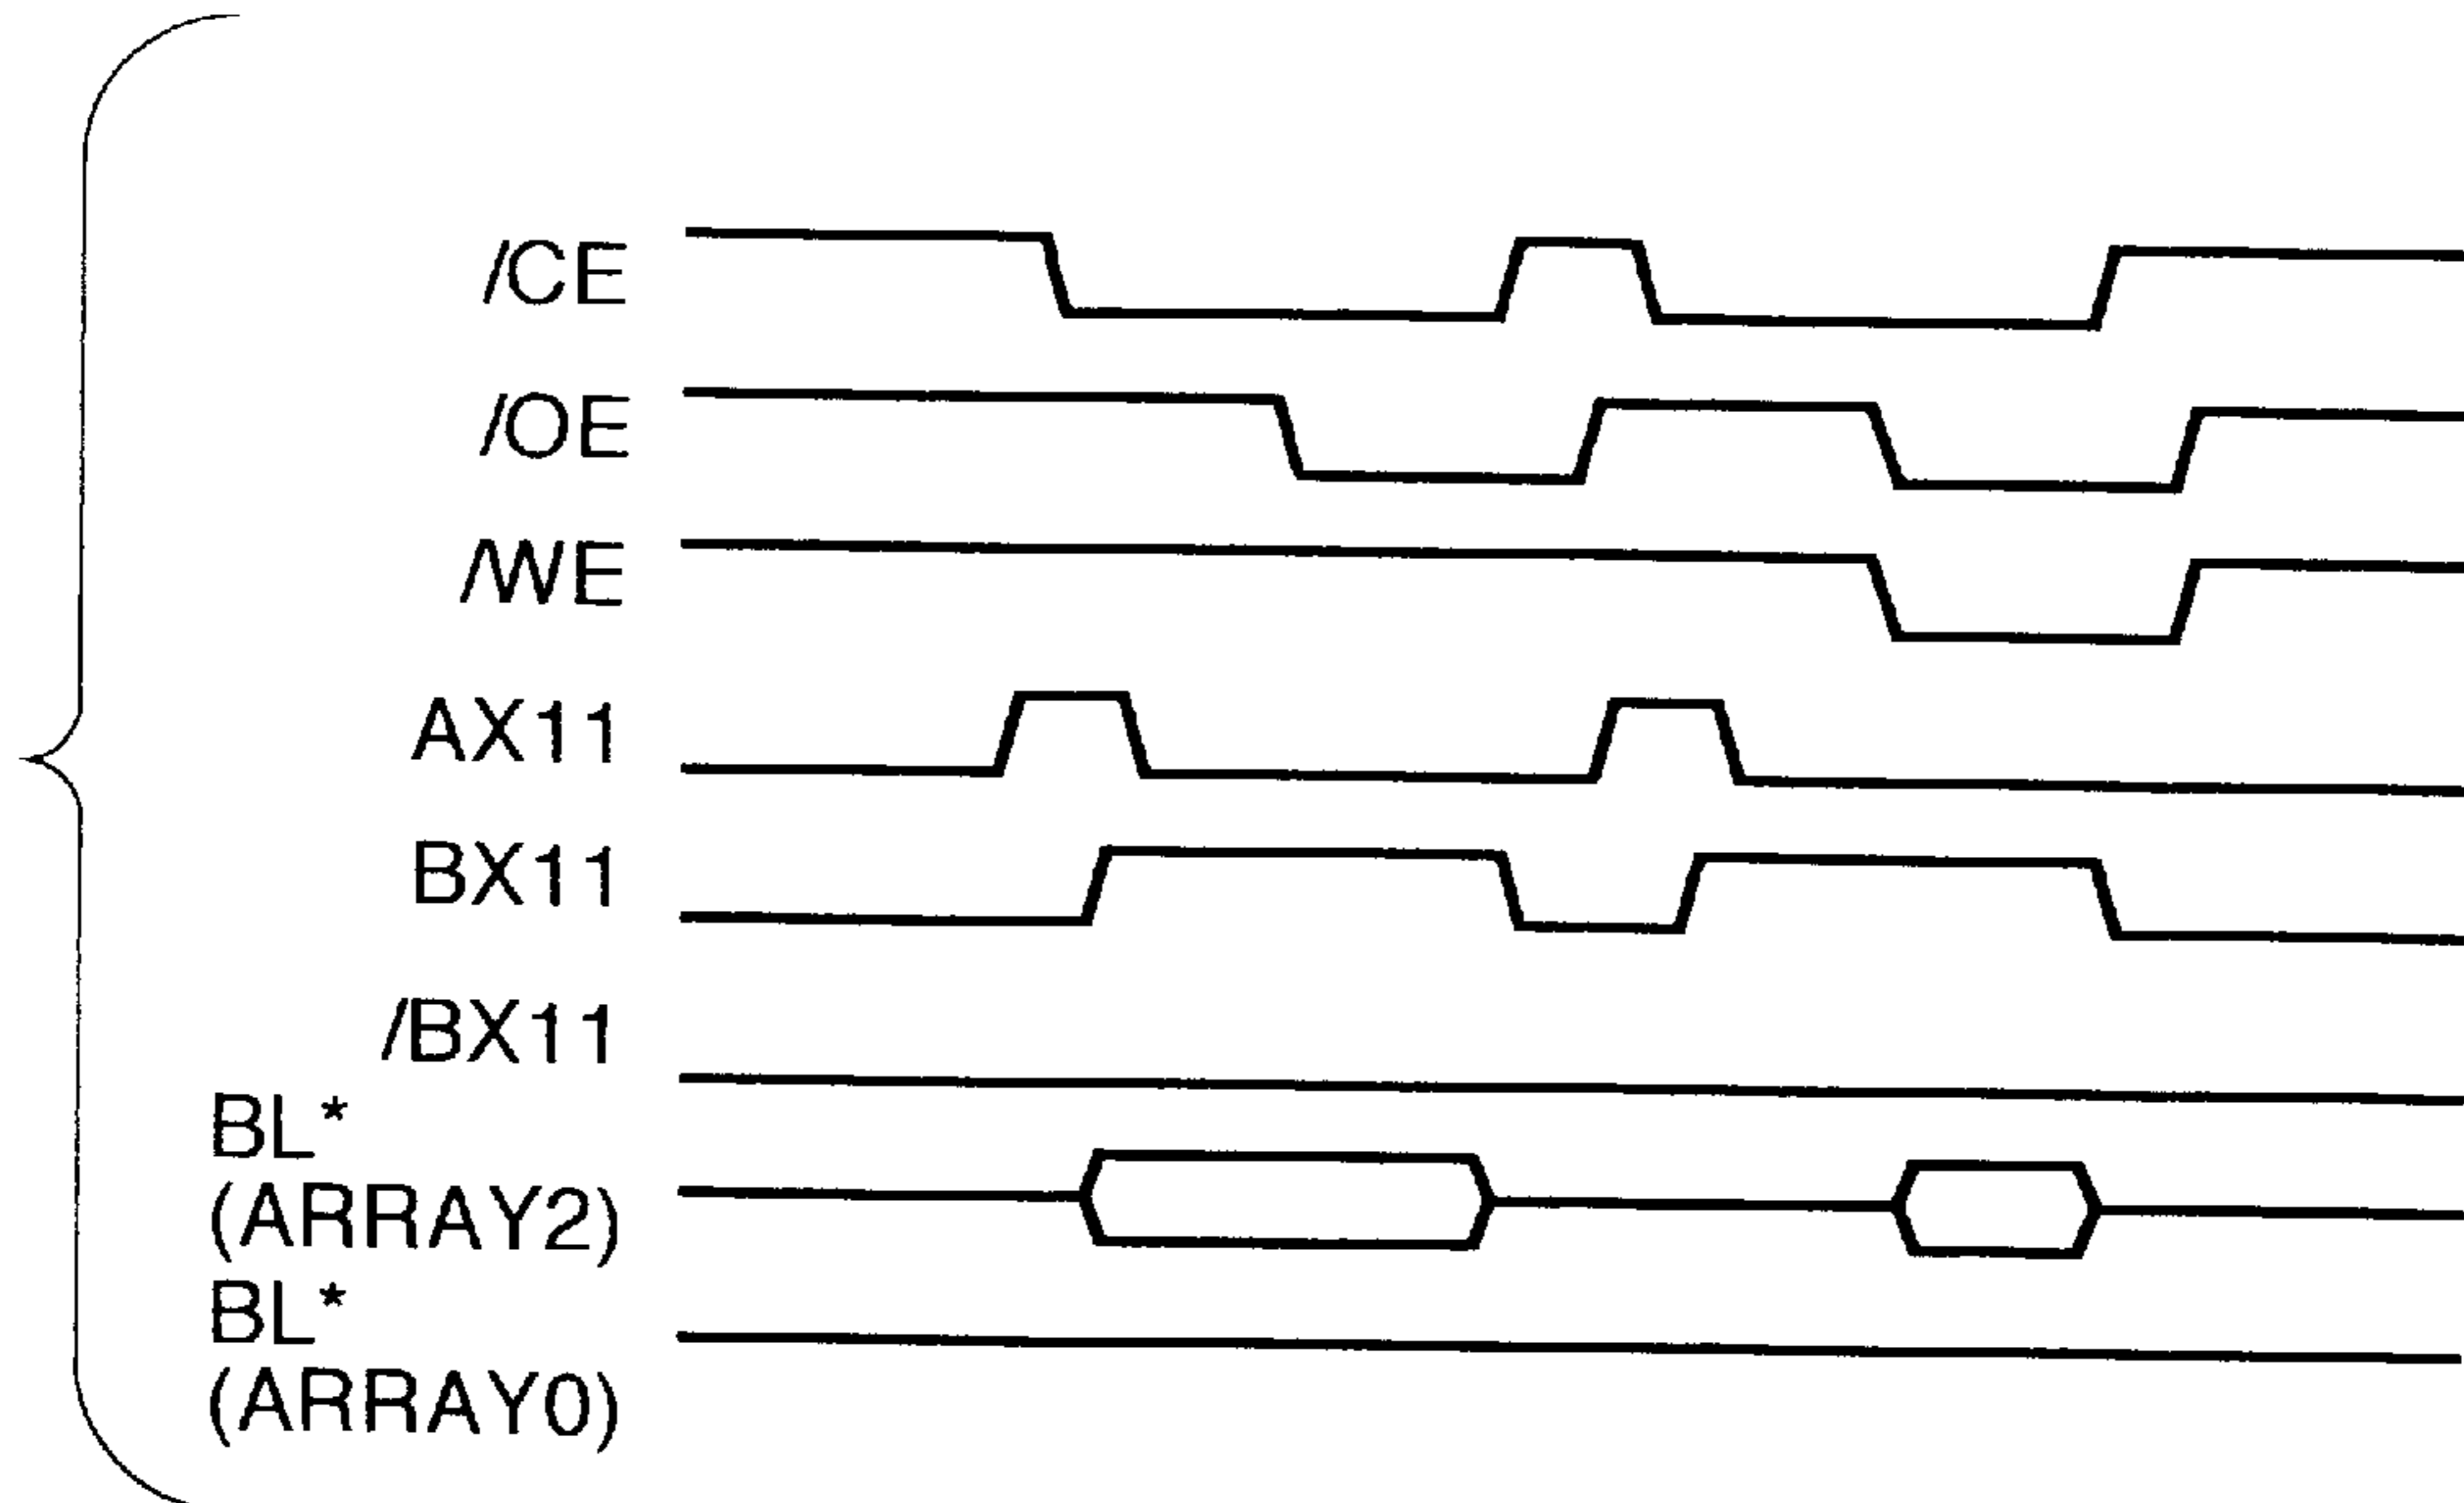 /CE
/OE
/WE
AX11
BX11
/BX11
BL*
(ARRAY2)
BL*
(ARRAY0)